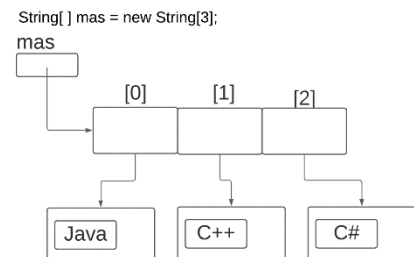 String[ ] mas = new String[3];
mas
[0] [1] [2]
Java C++ C#